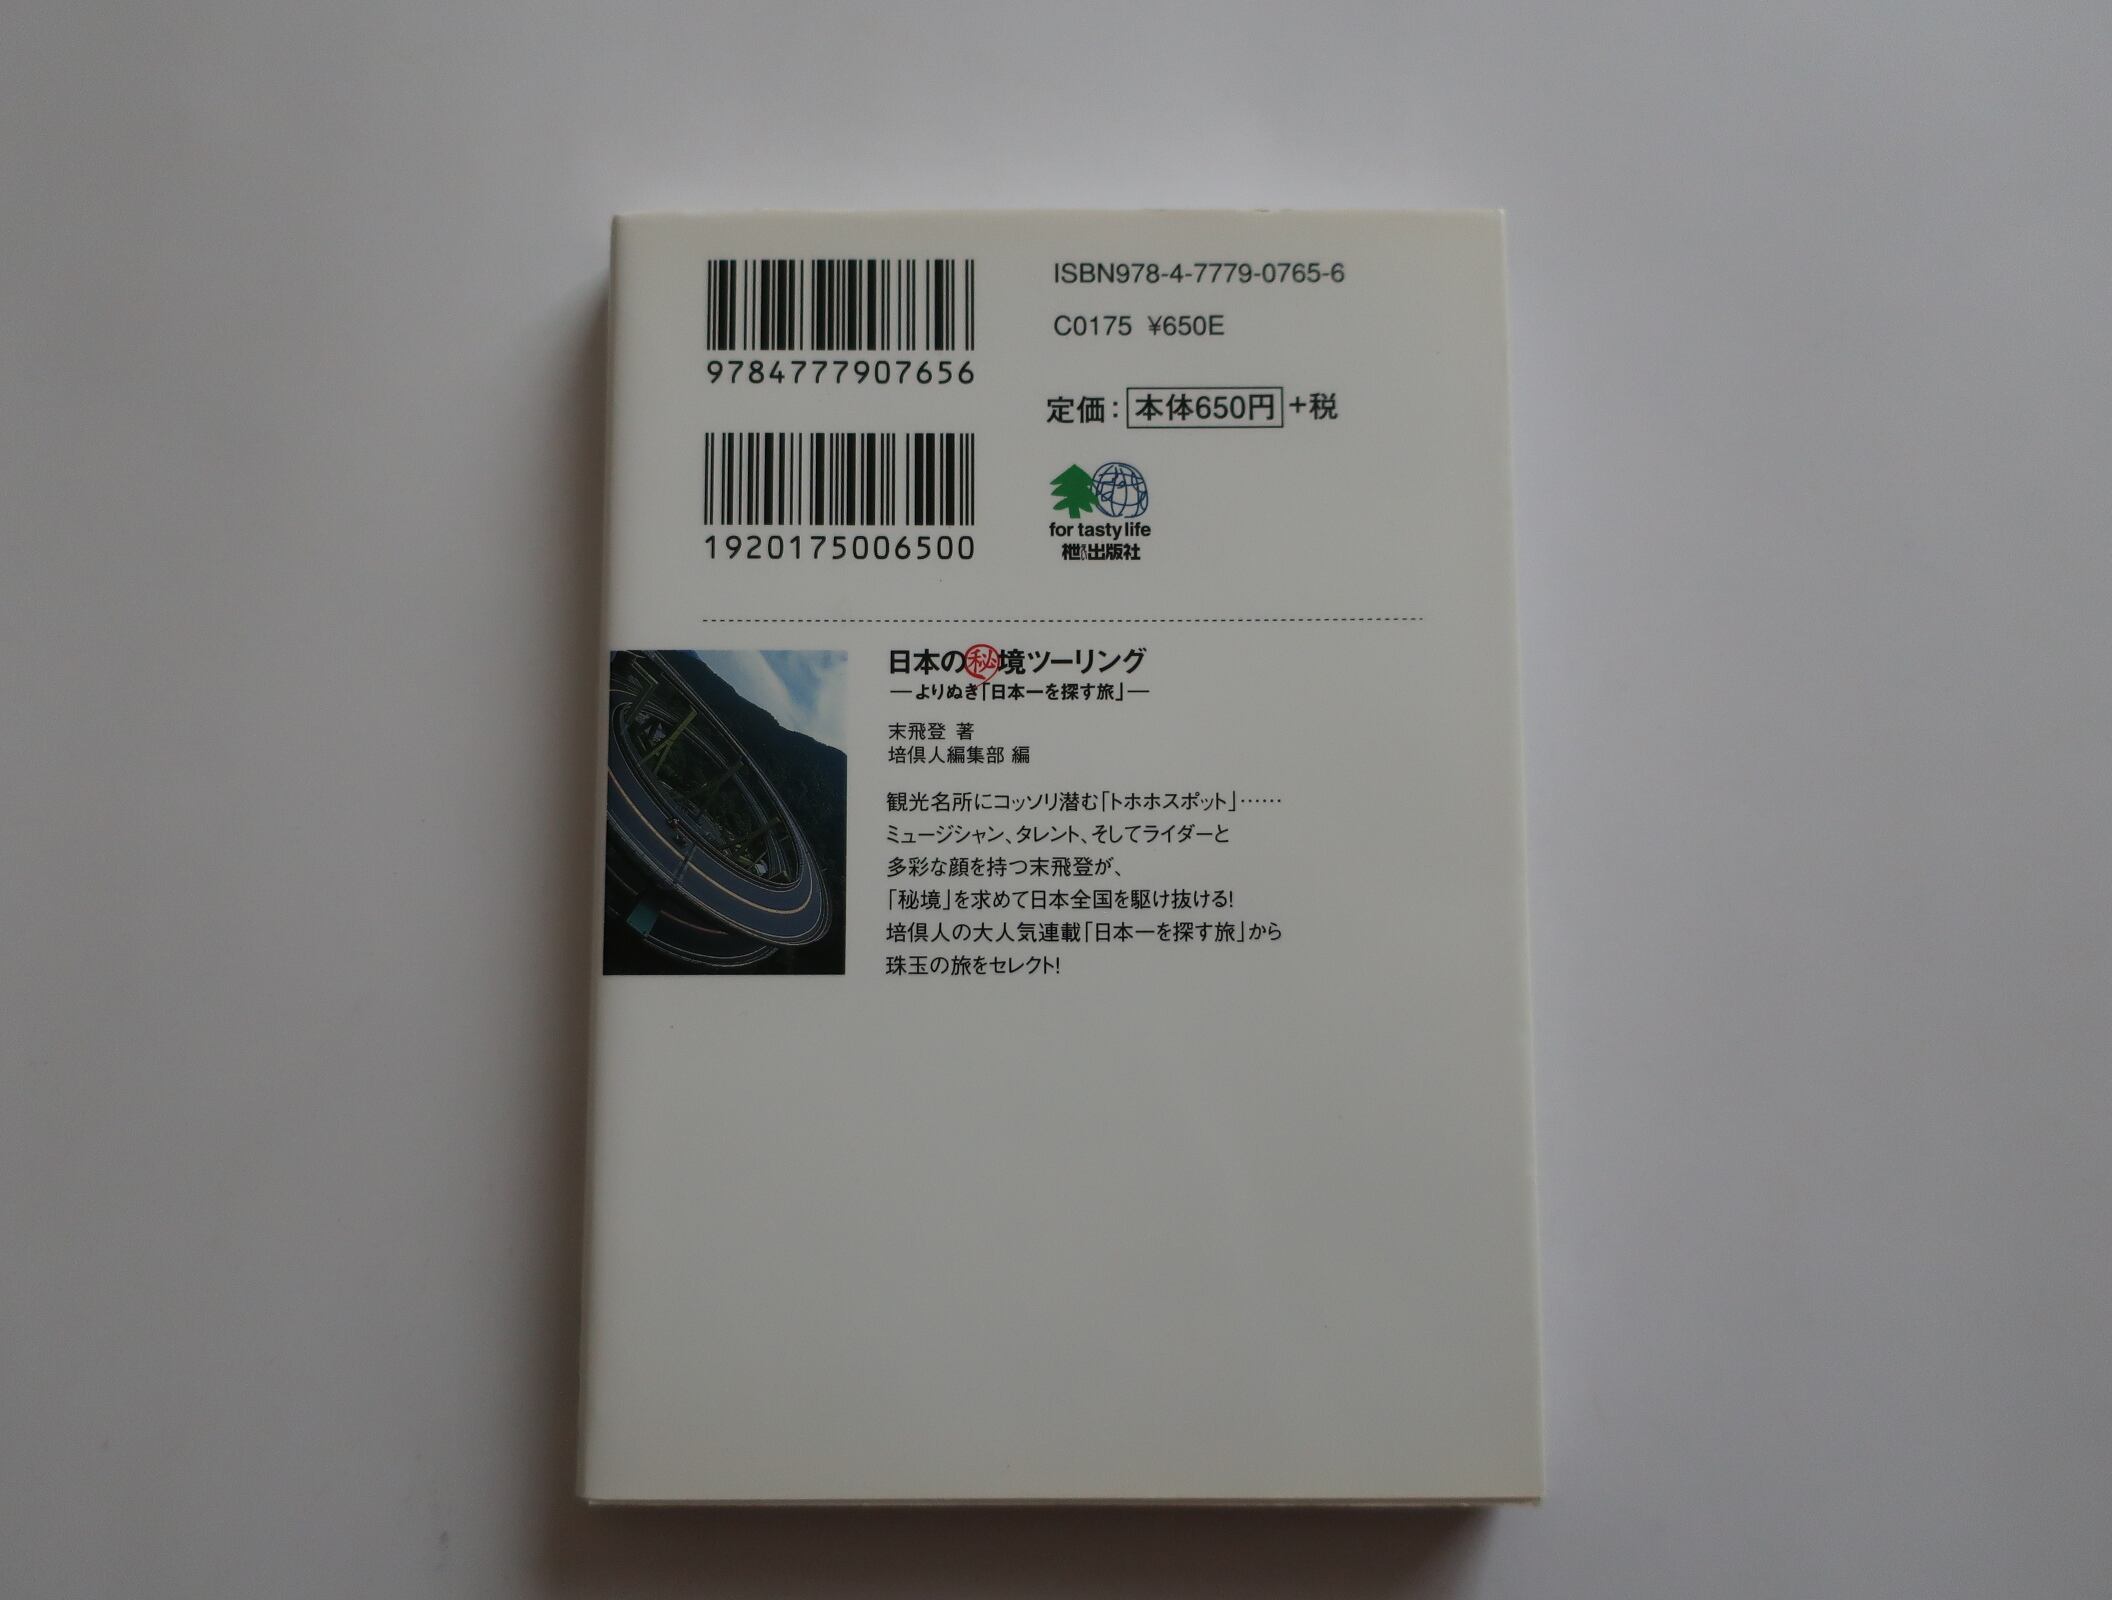 9784777907656
1920175006500
ISBN978-4-7779-0765-6
C0175 ¥650E
定価：本体650円+税
for tasty life
枻出版社
日本の秘境ツーリング
―よりぬき「日本一を探す旅」―
末飛登 著
培倶人編集部 編
観光名所にコッソリ潜む「トホホスポット」……
ミュージシャン、タレント、そしてライダーと
多彩な顔を持つ末飛登が、
「秘境」を求めて日本全国を駆け抜ける!
培倶人の大人気連載「日本一を探す旅」から
珠玉の旅をセレクト!